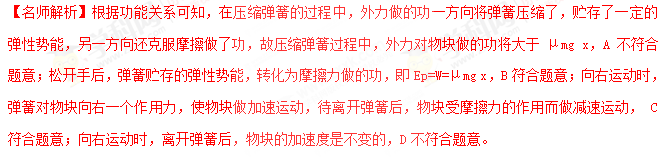 【名师解析】根据功能关系可知，在压缩弹簧的过程中，外力做的功一方向将弹簧压缩了，贮存了一定的
弹性势能，另一方向还克服摩擦做了功，故压缩弹簧过程中，外力对物块做的功将大于 μmg x，A 不符合
题意；松开手后，弹簧贮存的弹性势能，转化为摩擦力做的功，即 Ep=W=μmg x，B 符合题意；向右运动时，
弹簧对物块向右一个作用力，使物块做加速运动，待离开弹簧后，物块受摩擦力的作用而做减速运动， C
符合题意；向右运动时，离开弹簧后，物块的加速度是不变的，D 不符合题意。